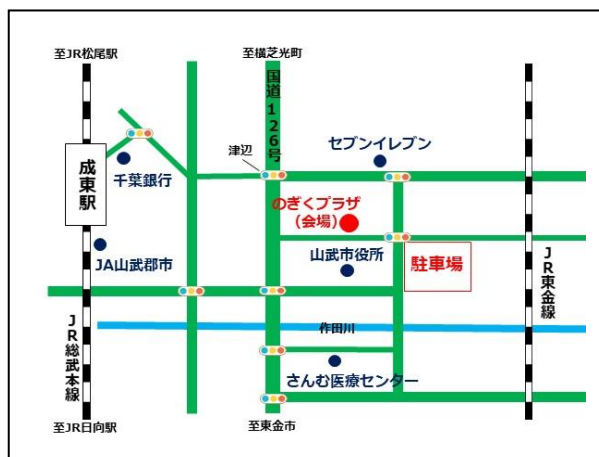 至JR松尾駅
至横芝光町
国道126号
津辺
セブンイレブン
成東駅
千葉銀行
のぎくプラザ
（会場）
JA山武郡市
山武市役所
駐車場
JR東金線
JR総武本線
作田川
さんむ医療センター
至JR日向駅
至東金市